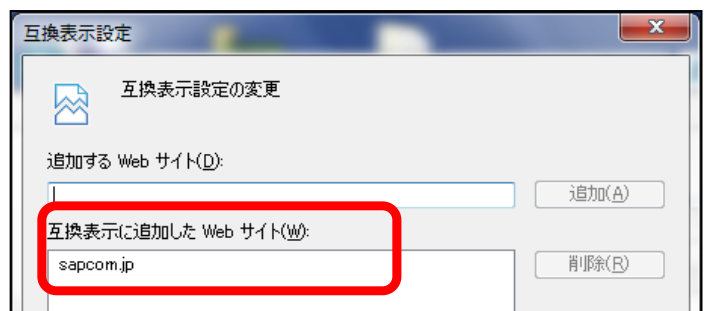 互換表示設定
互換表示設定の変更
追加する Web サイト(D):
追加(A)
互換表示に追加した Web サイト(W):
sapcom.jp
削除(R)